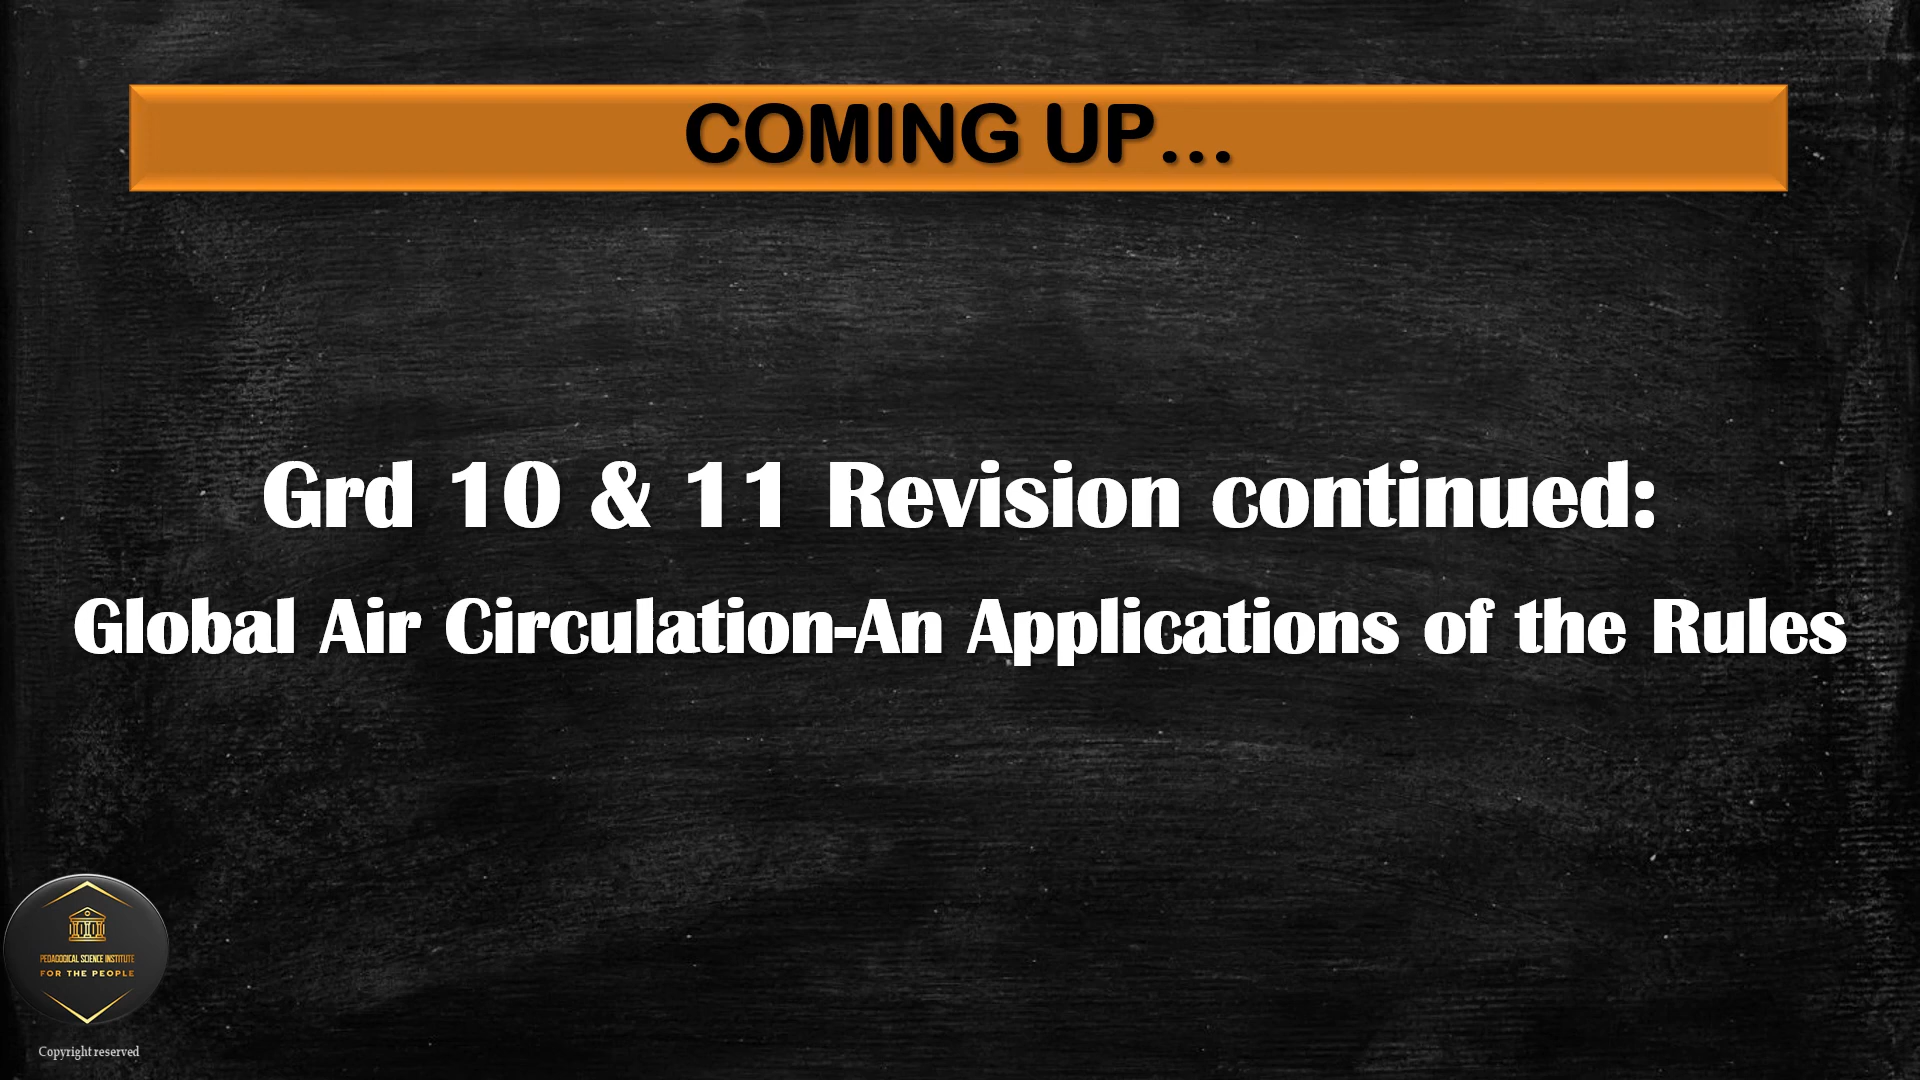 COMING UP…
Grd 10 & 11 Revision continued:
Global Air Circulation-An Applications of the Rules
PEDAGOGICAL SCIENCE INSTITUTE
FOR THE PEOPLE
Copyright reserved